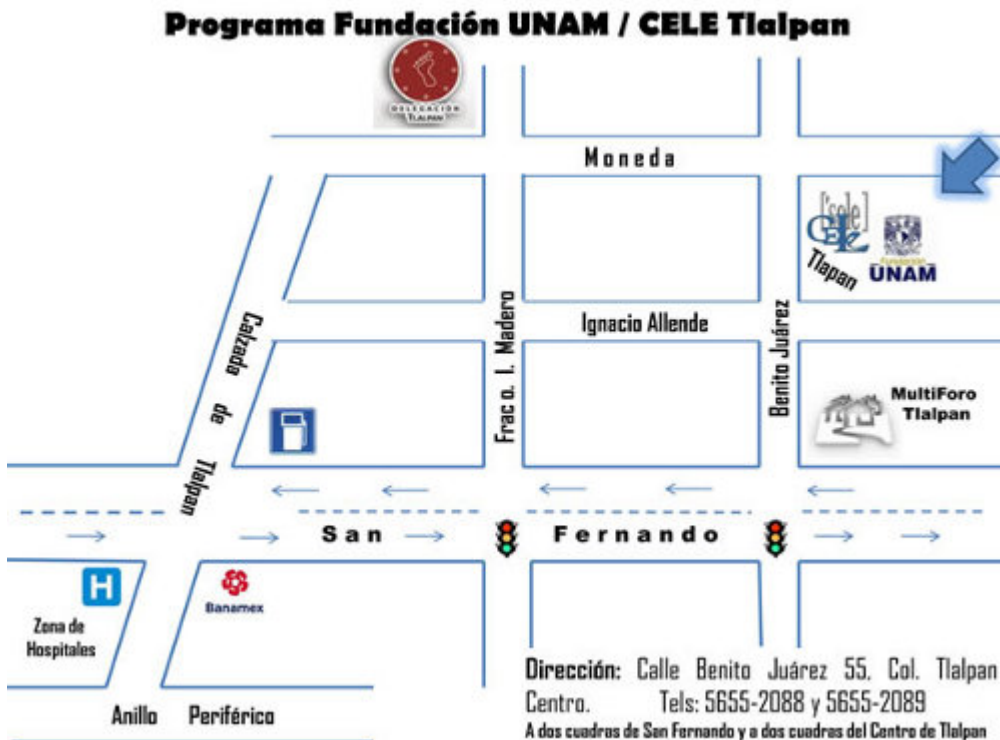 Programa Fundación UNAM / CELE Tlalpan
DELEGACIÓN
TLALPAN
Moneda
['sele]
CELE
Tlapan
Fundación
UNAM
Calzada de Tlalpan
Frac o. I. Madero
Ignacio Allende
Benito Juárez
MultiForo
Tlalpan
San Fernando
H
Zona de
Hospitales
Banamex
Anillo Periférico
Dirección: Calle Benito Juárez 55, Col. Tlalpan
Centro. Tels: 5655-2088 y 5655-2089
A dos cuadras de San Fernando y a dos cuadras del Centro de Tlalpan